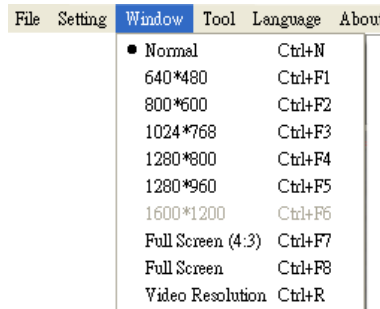 File Setting Window Tool Language Abou
Normal Ctrl+N
640*480 Ctrl+F1
800*600 Ctrl+F2
1024*768 Ctrl+F3
1280*800 Ctrl+F4
1280*960 Ctrl+F5
1600*1200 Ctrl+F6
Full Screen (4:3) Ctrl+F7
Full Screen Ctrl+F8
Video Resolution Ctrl+R